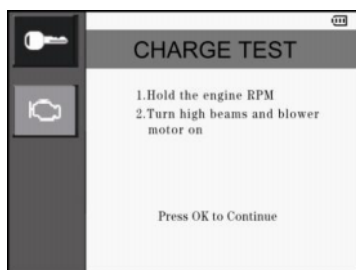 CHARGE TEST
1.Hold the engine RPM
2.Turn high beams and blower
motor on
Press OK to Continue